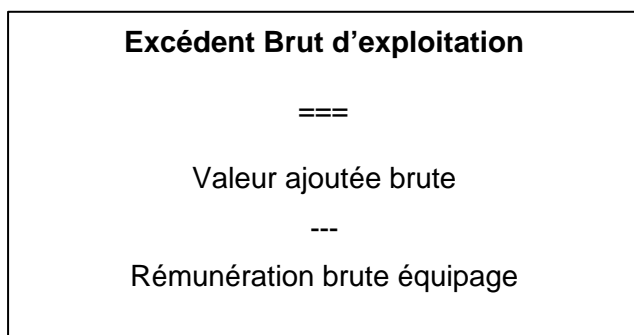 Excédent Brut d’exploitation
===
Valeur ajoutée brute
---
Rémunération brute équipage